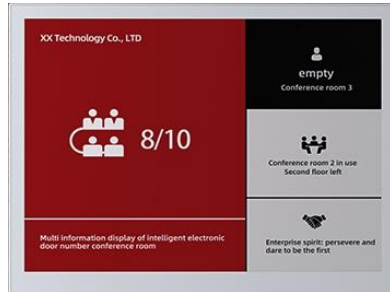 XX Technology Co., LTD
8/10
Multi information display of intelligent electronic
door number conference room
empty
Conference room 3
Conference room 2 in use
Second floor left
Enterprise spirit: persevere and
dare to be the first